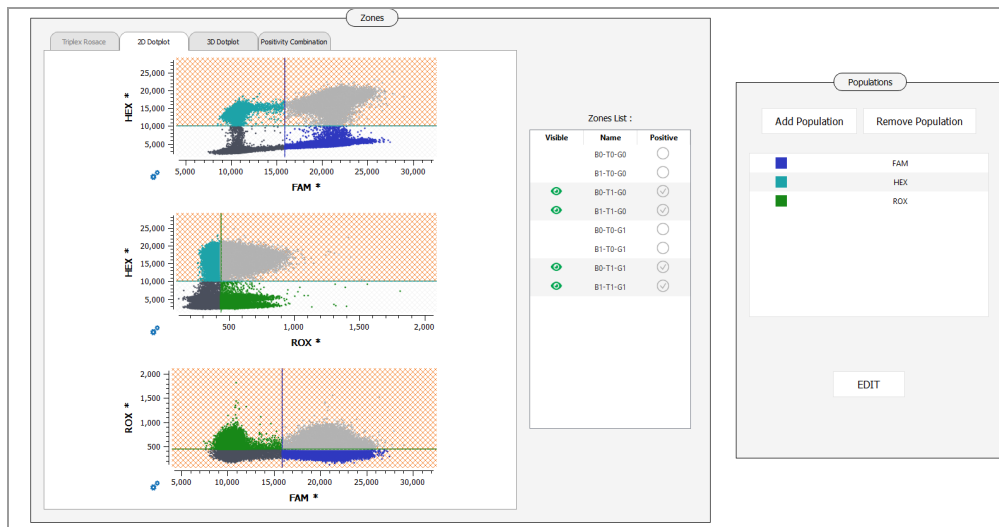 Zones
Triplex Rosace
2D Dotplot
3D Dotplot
Positivity Combination
25,000
20,000
15,000
10,000
5,000
HEX *
5,000 10,000 15,000 20,000 25,000 30,000
FAM *
25,000
20,000
15,000
10,000
5,000
HEX *
500 1,000 1,500 2,000
ROX *
2,000
1,500
1,000
500
ROX *
5,000 10,000 15,000 20,000 25,000 30,000
FAM *
Zones List :
Visible Name Positive
B0-T0-G0
B1-T0-G0
B0-T1-G0
B1-T1-G0
B0-T0-G1
B1-T0-G1
B0-T1-G1
B1-T1-G1
Populations
Add Population
Remove Population
FAM
HEX
ROX
EDIT